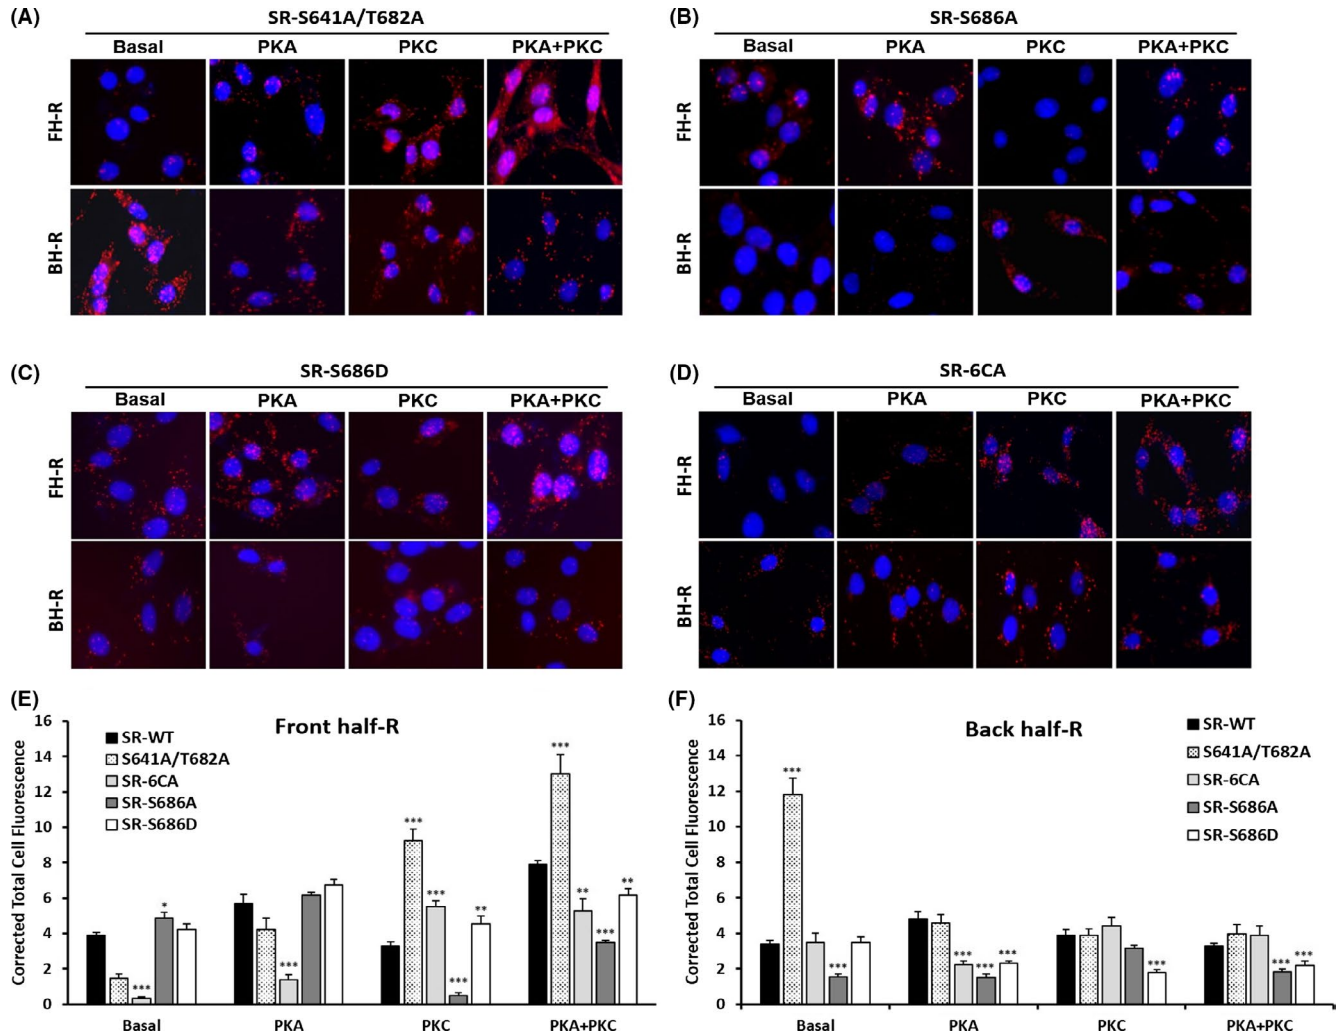 (A)
SR-S641A/T682A
Basal PKA PKC PKA+PKC
FH-R
BH-R
(B)
SR-S686A
Basal PKA PKC PKA+PKC
FH-R
BH-R
(C)
SR-S686D
Basal PKA PKC PKA+PKC
FH-R
BH-R
(D)
SR-6CA
Basal PKA PKC PKA+PKC
FH-R
BH-R
(E)
Front half-R
Corrected Total Cell Fluorescence
16
14
12
10
8
6
4
2
0
SR-WT
S641A/T682A
SR-6CA
SR-S686A
SR-S686D
*** *
***
*** *** *** **
*** ** *** **
Basal PKA PKC PKA+PKC
(F)
Back half-R
Corrected Total Cell Fluorescence
16
14
12
10
8
6
4
2
0
SR-WT
S641A/T682A
SR-6CA
SR-S686A
SR-S686D
*** ***
*** *** ***
***
*** ***
Basal PKA PKC PKA+PKC